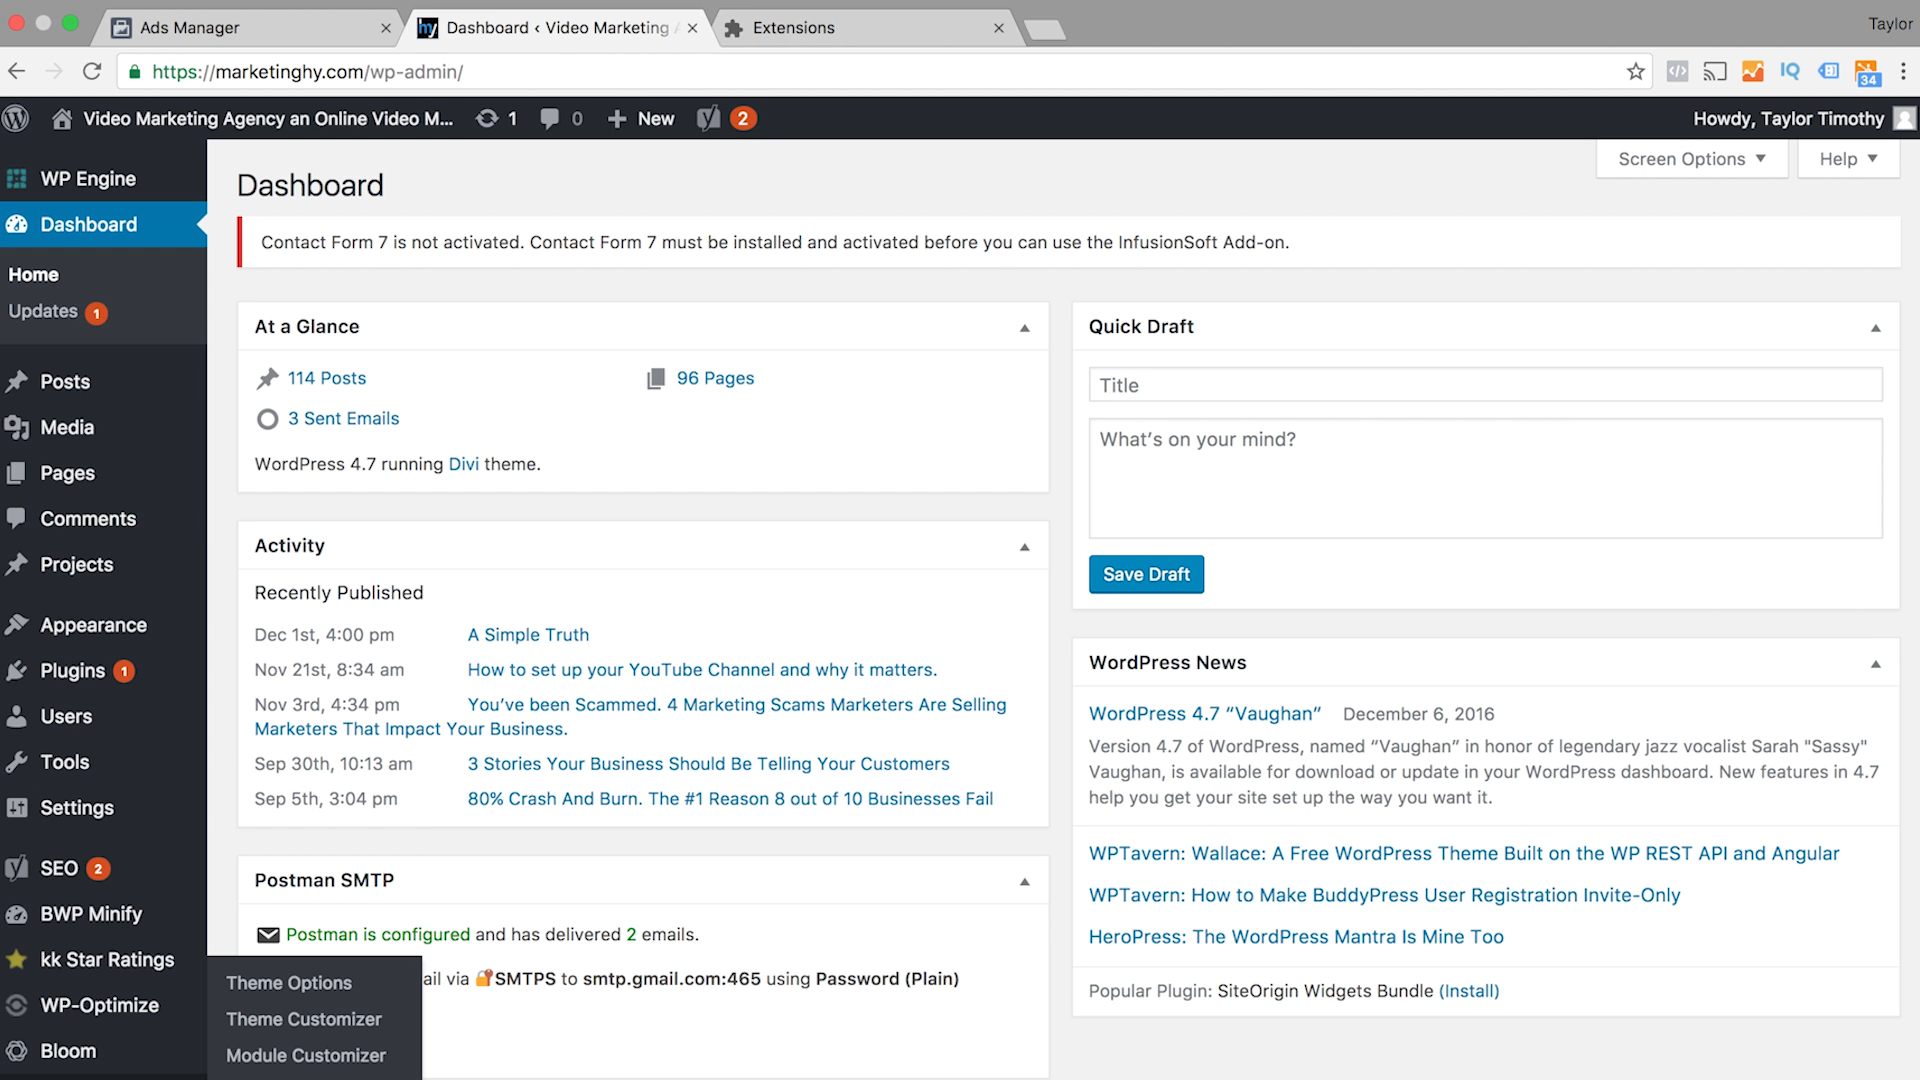 Ads Manager
Dashboard ‹ Video Marketing
Extensions
Taylor
https://marketinghy.com/wp-admin/
IQ
34
Video Marketing Agency an Online Video M...
1
0
New
2
Howdy, Taylor Timothy
WP Engine
Dashboard
Home
Updates 1
Posts
Media
Pages
Comments
Projects
Appearance
Plugins 1
Users
Tools
Settings
SEO 2
BWP Minify
kk Star Ratings
WP-Optimize
Bloom
Theme Options
Theme Customizer
Module Customizer
Screen Options
Help
Dashboard
Contact Form 7 is not activated. Contact Form 7 must be installed and activated before you can use the InfusionSoft Add-on.
At a Glance
114 Posts
96 Pages
3 Sent Emails
WordPress 4.7 running Divi theme.
Activity
Recently Published
Dec 1st, 4:00 pm A Simple Truth
Nov 21st, 8:34 am How to set up your YouTube Channel and why it matters.
Nov 3rd, 4:34 pm You’ve been Scammed. 4 Marketing Scams Marketers Are Selling
Marketers That Impact Your Business.
Sep 30th, 10:13 am 3 Stories Your Business Should Be Telling Your Customers
Sep 5th, 3:04 pm 80% Crash And Burn. The #1 Reason 8 out of 10 Businesses Fail
Postman SMTP
Postman is configured and has delivered 2 emails.
ail via SMTPS to smtp.gmail.com:465 using Password (Plain)
Quick Draft
Title
What’s on your mind?
Save Draft
WordPress News
WordPress 4.7 “Vaughan” December 6, 2016
Version 4.7 of WordPress, named “Vaughan” in honor of legendary jazz vocalist Sarah "Sassy"
Vaughan, is available for download or update in your WordPress dashboard. New features in 4.7
help you get your site set up the way you want it.
WPTavern: Wallace: A Free WordPress Theme Built on the WP REST API and Angular
WPTavern: How to Make BuddyPress User Registration Invite-Only
HeroPress: The WordPress Mantra Is Mine Too
Popular Plugin: SiteOrigin Widgets Bundle (Install)